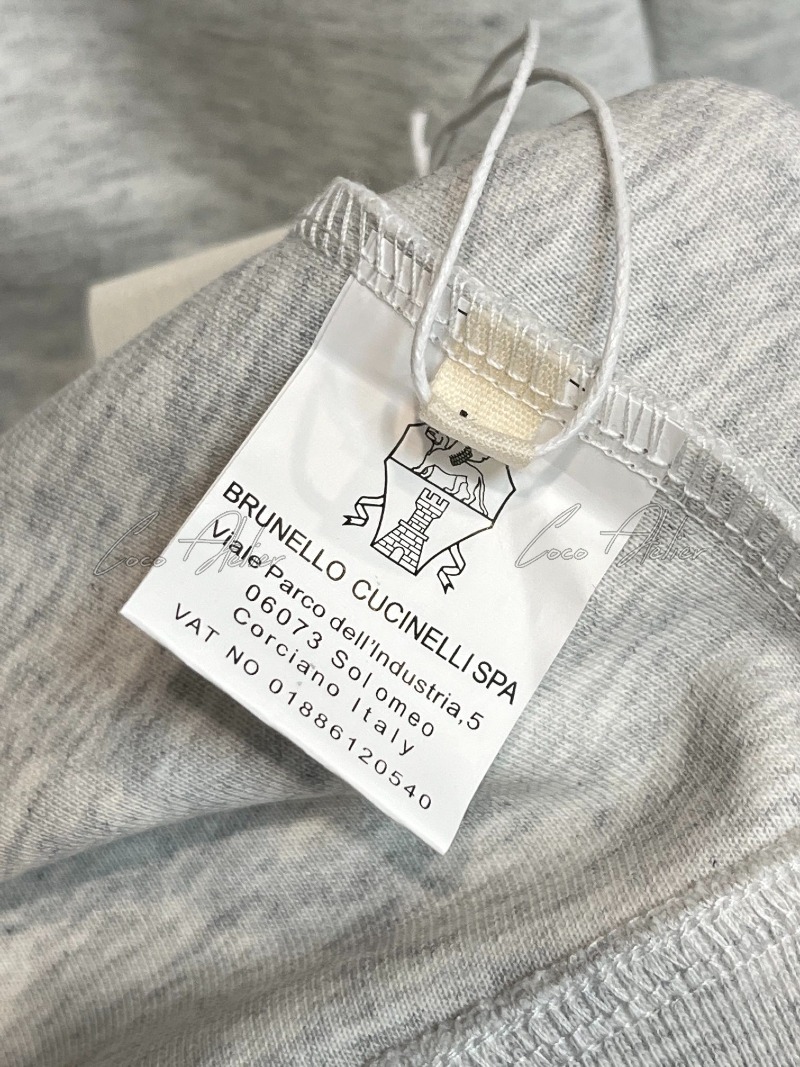 BRUNELLO CUCINELLI SPA
Viale Parco dell'Industria,5
06073 Solomeo
Corciano Italy
VAT NO 01886120540
Coco Atelier
Coco Atelier